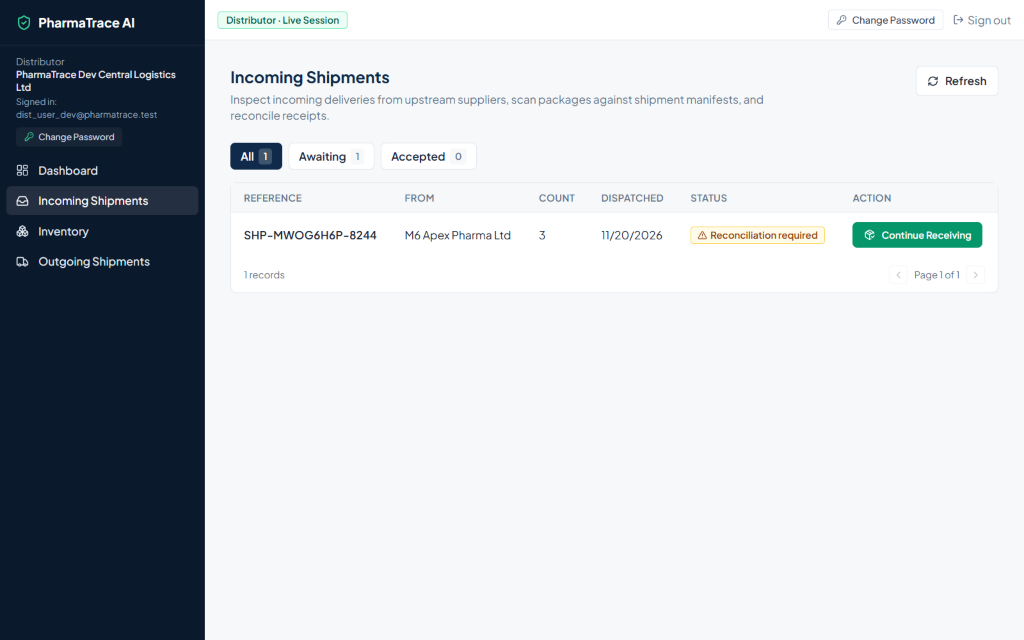 PharmaTrace AI
Distributor
PharmaTrace Dev Central Logistics
Ltd
Signed in:
dist_user_dev@pharmatrace.test
Change Password
Dashboard
Incoming Shipments
Inventory
Outgoing Shipments
Distributor · Live Session
Change Password
Sign out
Incoming Shipments
Inspect incoming deliveries from upstream suppliers, scan packages against shipment manifests, and
reconcile receipts.
Refresh
All 1
Awaiting 1
Accepted 0
REFERENCE FROM COUNT DISPATCHED STATUS ACTION
SHP-MWOG6H6P-8244 M6 Apex Pharma Ltd 3 11/20/2026 Reconciliation required Continue Receiving
1 records
Page 1 of 1